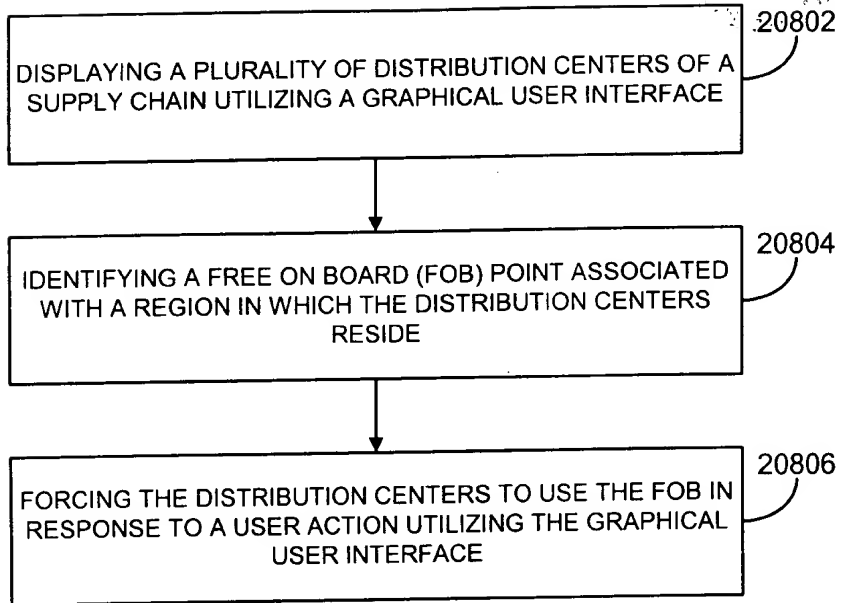 20802
DISPLAYING A PLURALITY OF DISTRIBUTION CENTERS OF A
SUPPLY CHAIN UTILIZING A GRAPHICAL USER INTERFACE
20804
IDENTIFYING A FREE ON BOARD (FOB) POINT ASSOCIATED
WITH A REGION IN WHICH THE DISTRIBUTION CENTERS
RESIDE
20806
FORCING THE DISTRIBUTION CENTERS TO USE THE FOB IN
RESPONSE TO A USER ACTION UTILIZING THE GRAPHICAL
USER INTERFACE